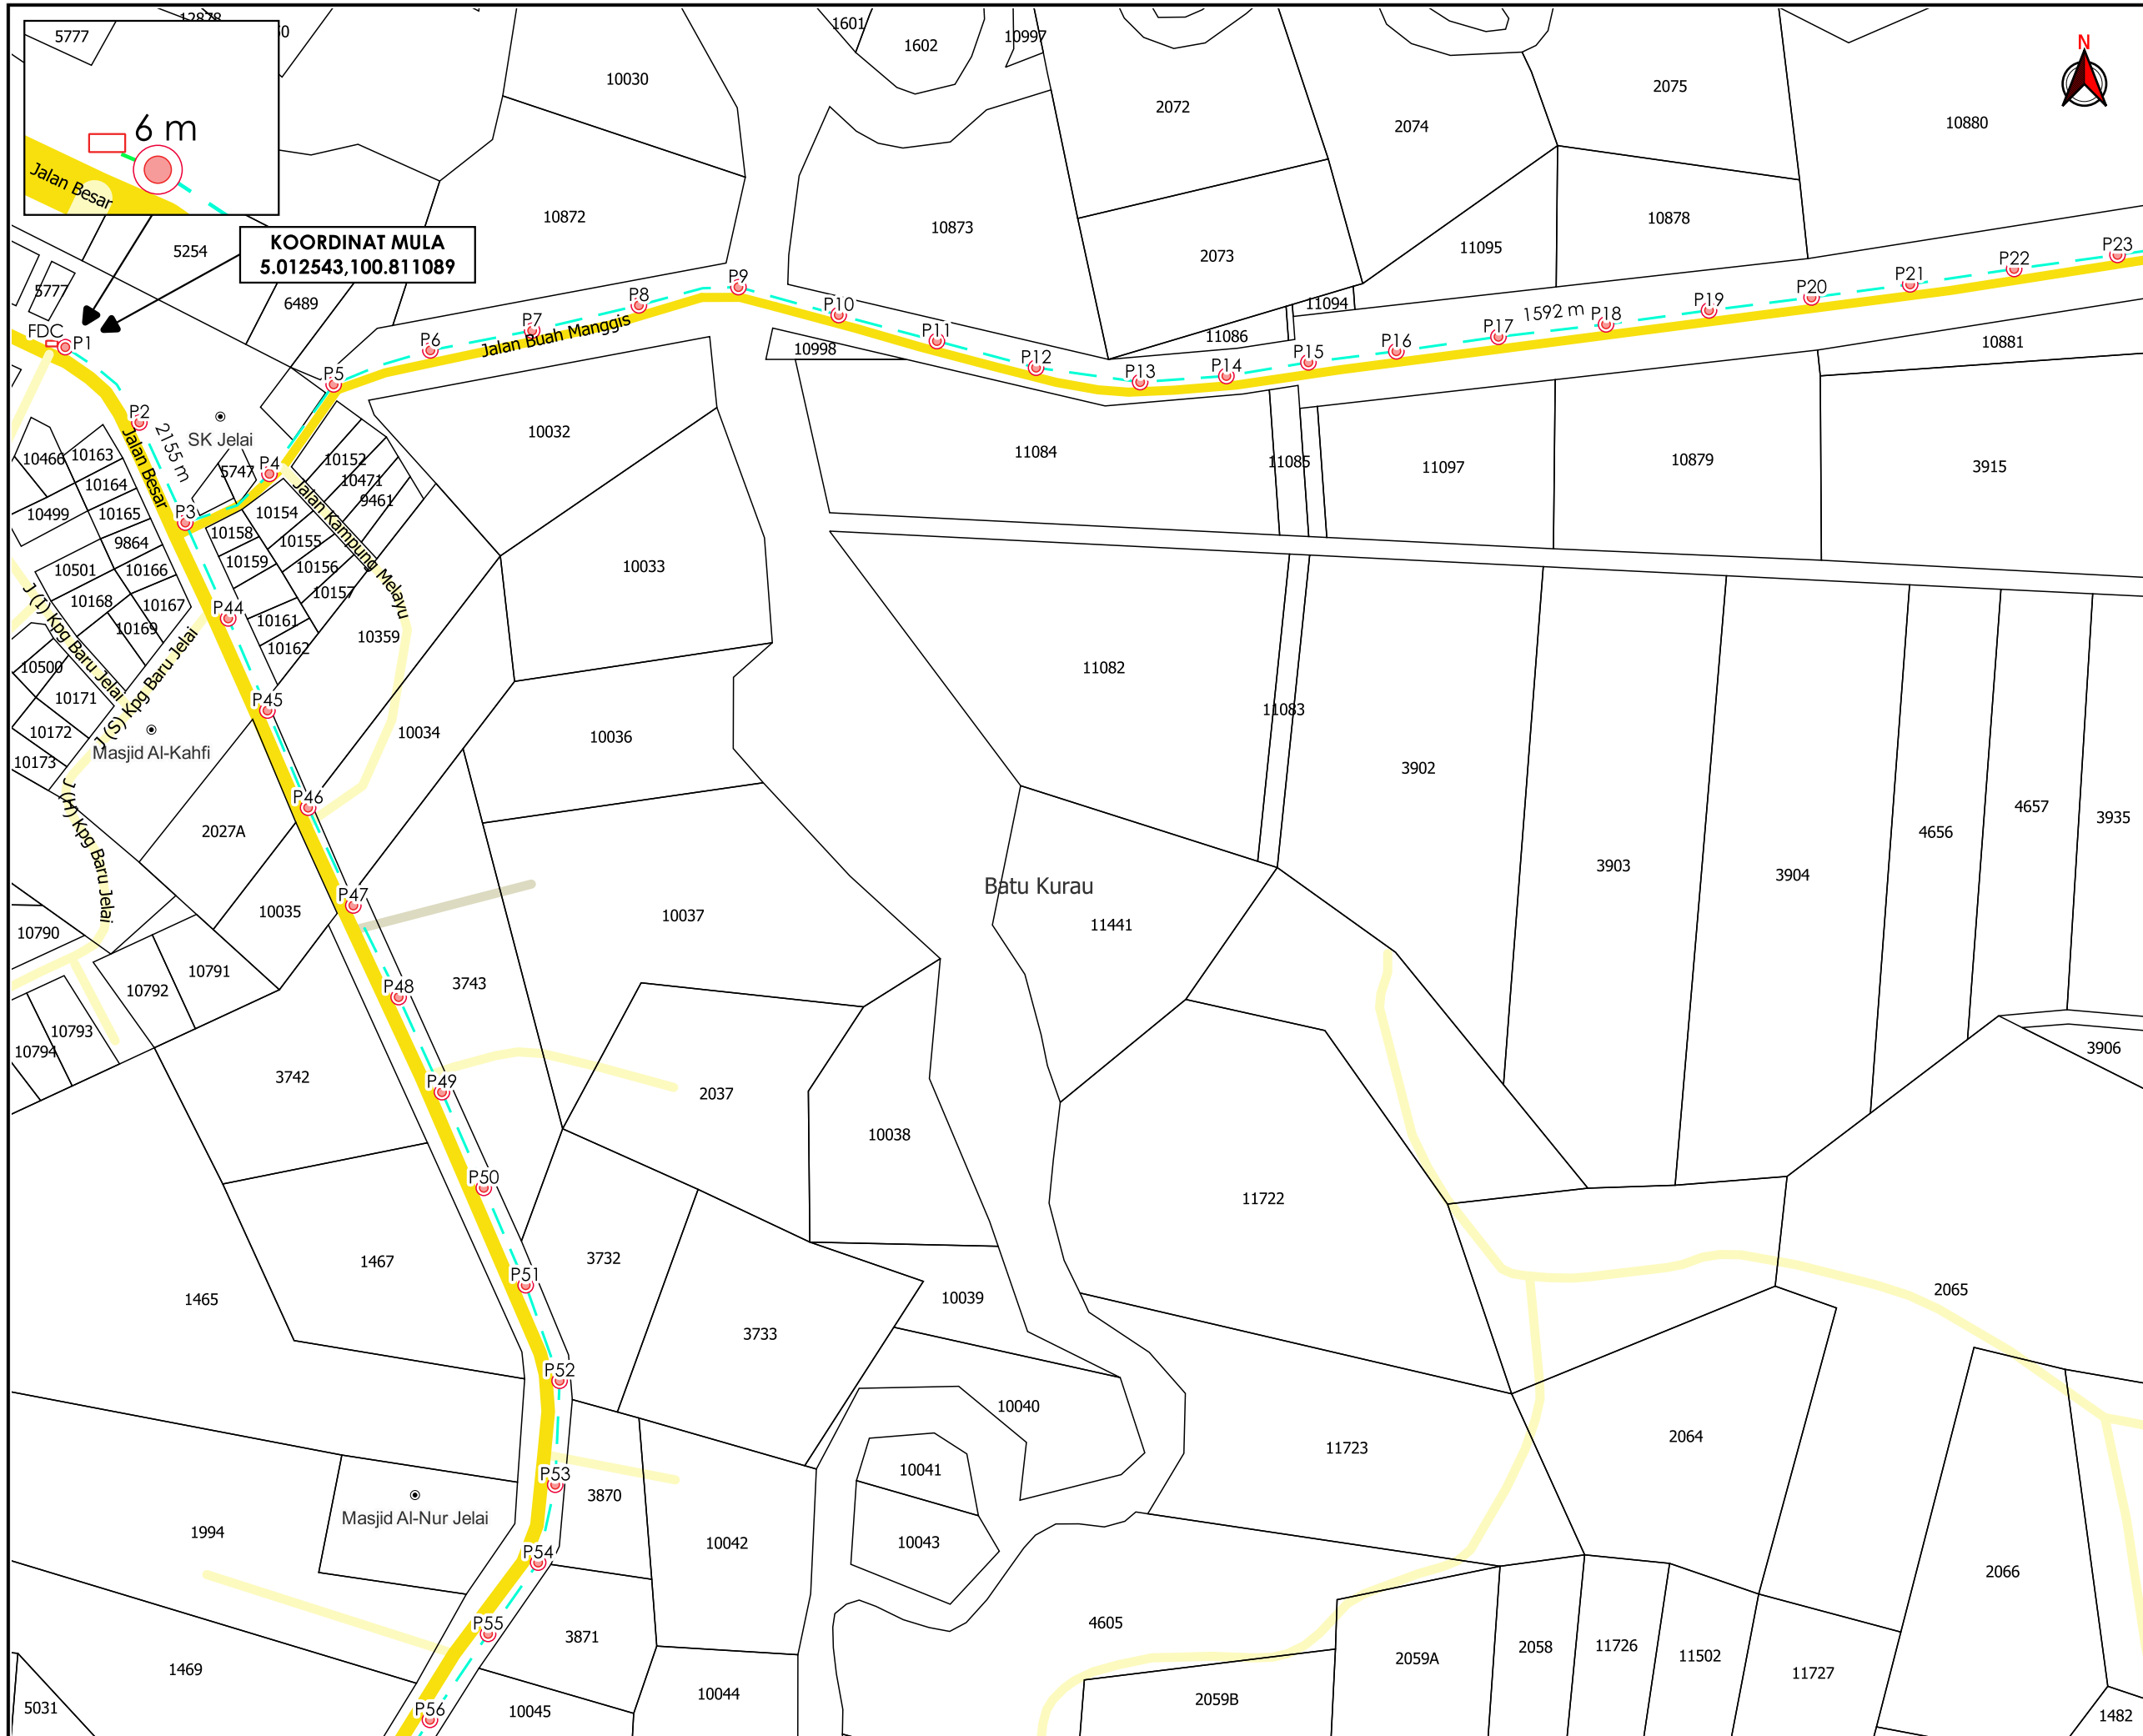 12878
5777
1601
1602
10997
N
10030
2072
2074
2075
10880
6 m
Jalan Besar
10872
10873
2073
11095
10878
5254
KOORDINAT MULA
5.012543,100.811089
5777
6489
P23
P22
P21
P20
P19
1592 m
P18
P17
P16
P15
P14
P13
P12
P11
P10
P9
P8
P7
P6
P5
Jalan Buah Manggis
11094
11086
10998
10881
FDC
P1
P2
2155 m
Jalan Besar
SK Jelai
P4
P3
5747
10152
10471
9461
10032
11084
11085
11097
10879
3915
10466
10163
10164
10499
10165
9864
10501
10166
10168
10167
10169
10158
10159
10154
10155
10156
10157
10161
10162
Jalan Kampung Melayu
10033
10359
P44
J (I) Kpg Baru Jelai
J (S) Kpg Baru Jelai
10500
10171
10172
10173
Masjid Al-Kahfi
J (H) Kpg Baru Jelai
P45
10034
10036
11082
11083
3902
3903
3904
4656
4657
3935
P46
2027A
P47
10035
10037
Batu Kurau
11441
10790
10791
10792
10793
10794
P48
3743
3742
P49
2037
10038
3906
P50
11722
1467
3732
P51
1465
10039
2065
3733
P52
10040
11723
2064
10041
P53
3870
Masjid Al-Nur Jelai
1994
10042
10043
P54
2066
P55
3871
4605
2059A
2058
11726
11502
11727
1469
5031
P56
10045
10044
2059B
1482